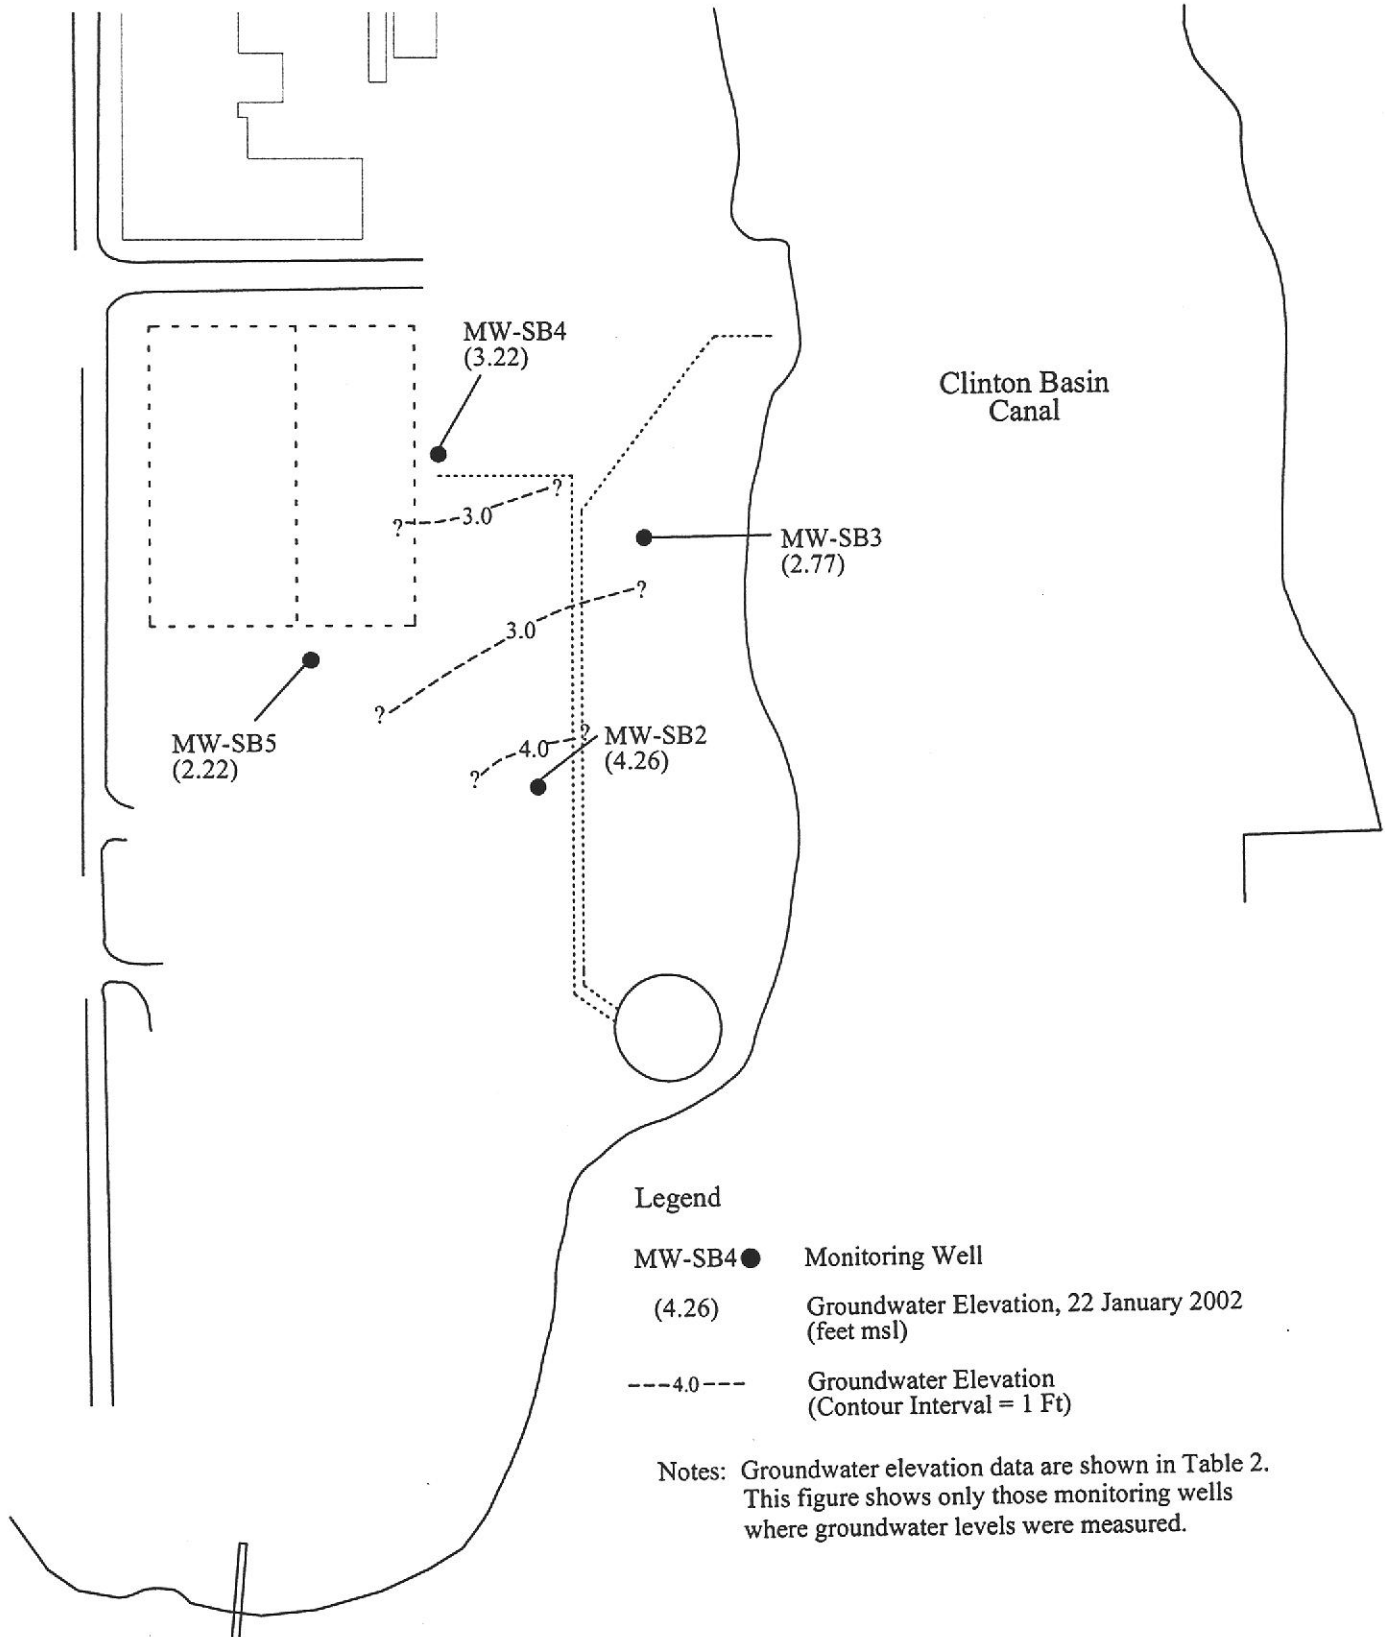 MW-SB4
(3.22)
Clinton Basin
Canal
?
?
3.0
MW-SB3
(2.77)
?
3.0
?
MW-SB5
(2.22)
?
4.0
?
MW-SB2
(4.26)
Legend
MW-SB4
Monitoring Well
(4.26)
Groundwater Elevation, 22 January 2002
(feet msl)
4.0
Groundwater Elevation
(Contour Interval = 1 Ft)
Notes: Groundwater elevation data are shown in Table 2.
This figure shows only those monitoring wells
where groundwater levels were measured.